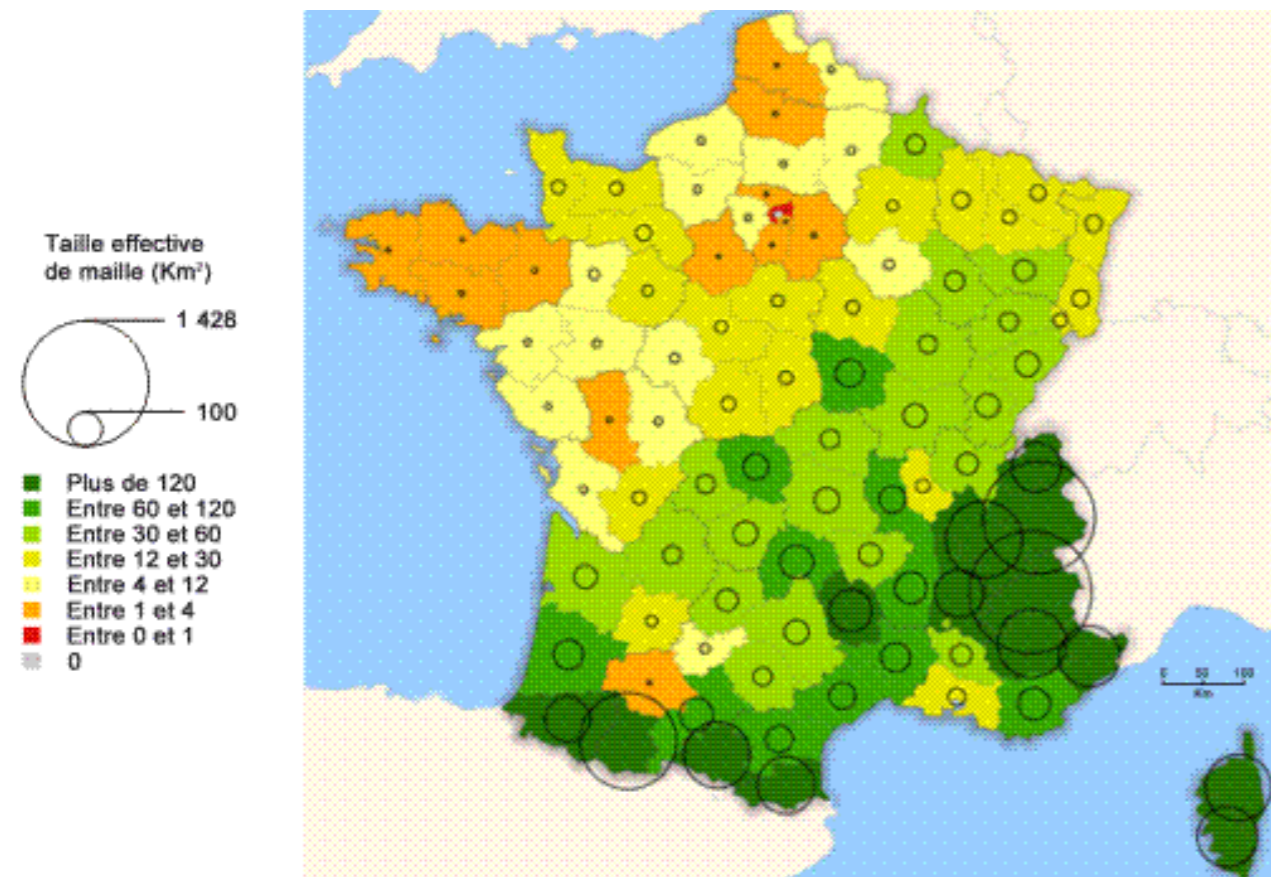 Taille effective
de maille (Km²)
1 428
100
Plus de 120
Entre 60 et 120
Entre 30 et 60
Entre 12 et 30
Entre 4 et 12
Entre 1 et 4
Entre 0 et 1
0
0 50 100
Km